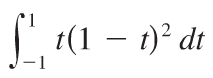 ∫_{-1}^{1} t(1 − t)² dt